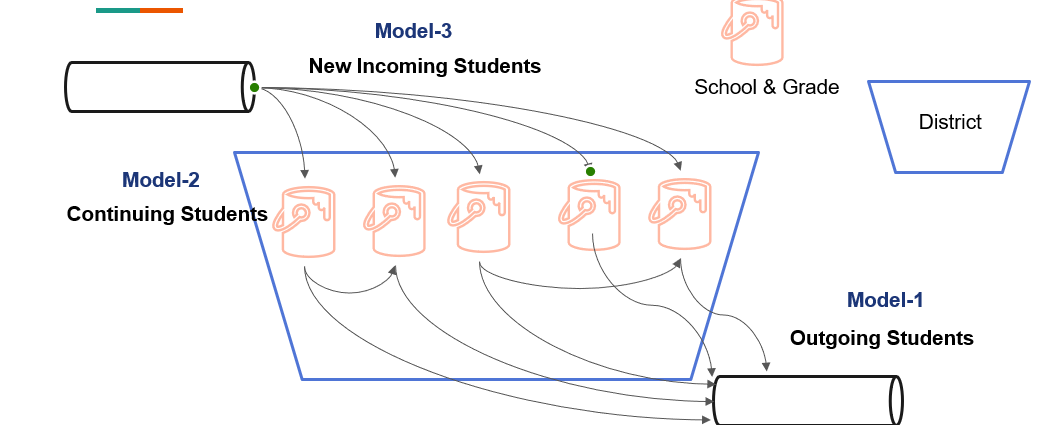 Model-3
New Incoming Students
School & Grade
District
Model-2
Continuing Students
Model-1
Outgoing Students